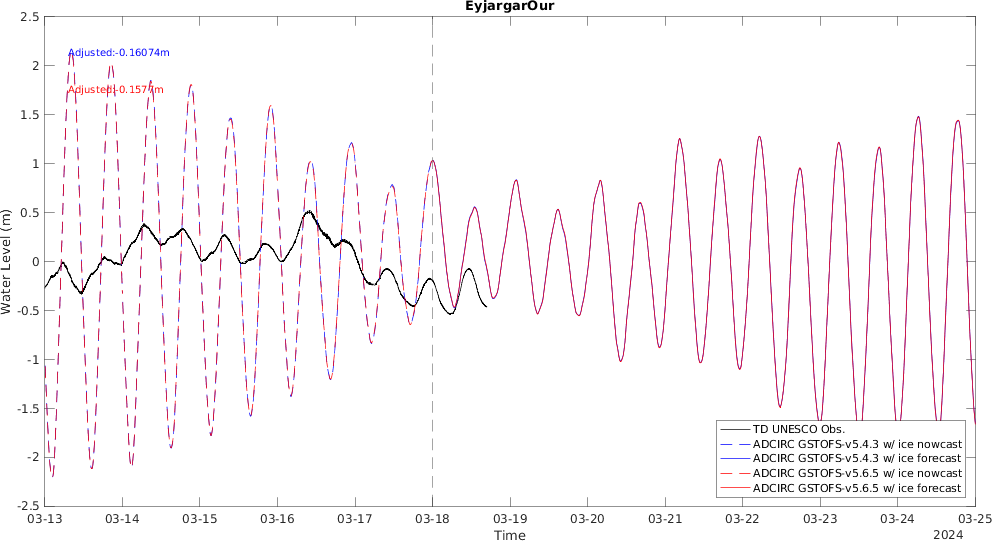 EyjargarOur
Adjusted:-0.16074m
Adjusted:-0.1577m
Water Level (m)
2.5
2
1.5
1
0.5
0
-0.5
-1
-1.5
-2
-2.5
TD UNESCO Obs.
ADCIRC GSTOFS-v5.4.3 w/ ice nowcast
ADCIRC GSTOFS-v5.4.3 w/ ice forecast
ADCIRC GSTOFS-v5.6.5 w/ ice nowcast
ADCIRC GSTOFS-v5.6.5 w/ ice forecast
03-13 03-14 03-15 03-16 03-17 03-18 03-19 03-20 03-21 03-22 03-23 03-24 03-25
Time
2024